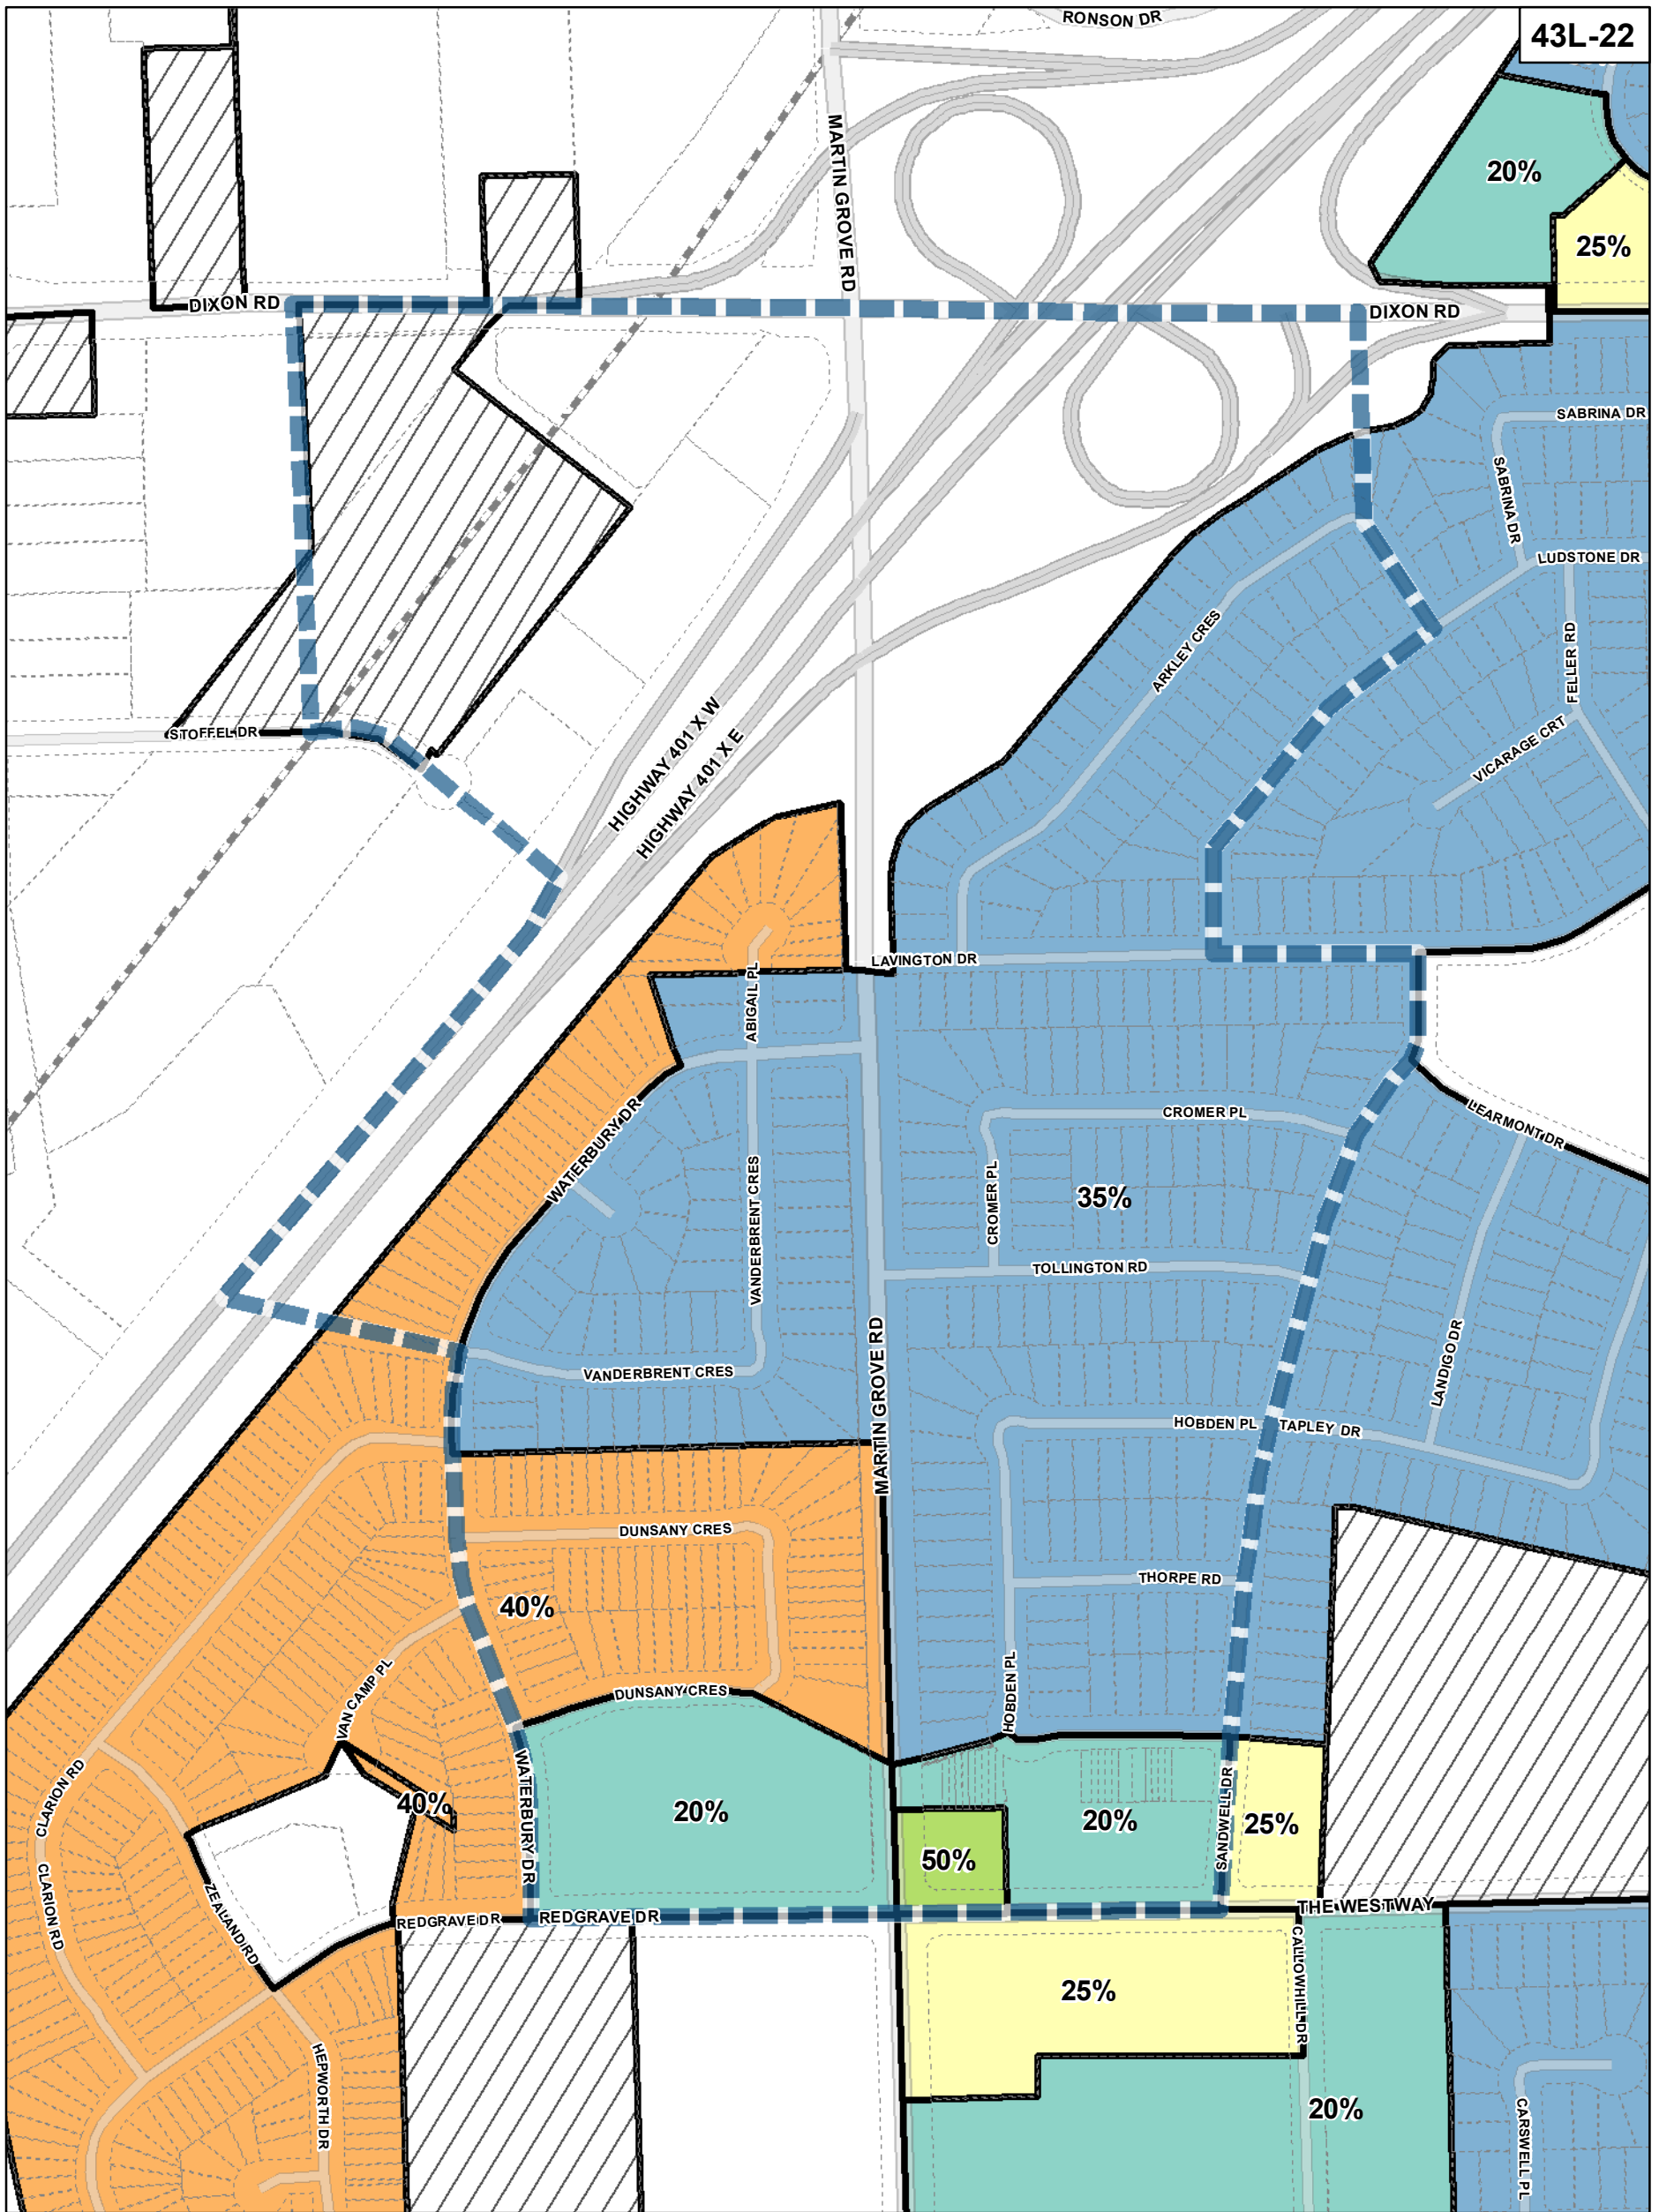 RONSON DR
43L-22
MARTIN GROVE RD
20%
25%
DIXON RD
DIXON RD
SABRINA DR
SABRINA DR
LUDSTONE DR
ARKLEY CRES
FELLER RD
VICARAGE CRT
STOFFEL DR
HIGHWAY 401 X W
HIGHWAY 401 X E
LAVINGTON DR
ABIGAIL PL
WATERBURY DR
CROMER PL
LEARMONT DR
CROMER PL
35%
VANDERBRENT CRES
TOLLINGTON RD
MARTIN GROVE RD
VANDERBRENT CRES
LANDIGO DR
HOBDEN PL
TAPLEY DR
DUNSANY CRES
THORPE RD
40%
VAN CAMP PL
DUNSANY CRES
HOBDEN PL
CLARION RD
40%
WATERBURY DR
20%
20%
SANDWELL DR
25%
50%
CLARION RD
ZEALAND RD
REDGRAVE DR
REDGRAVE DR
THE WESTWAY
CALLOWHILL DR
25%
HEPWORTH DR
20%
CARSWELL PL